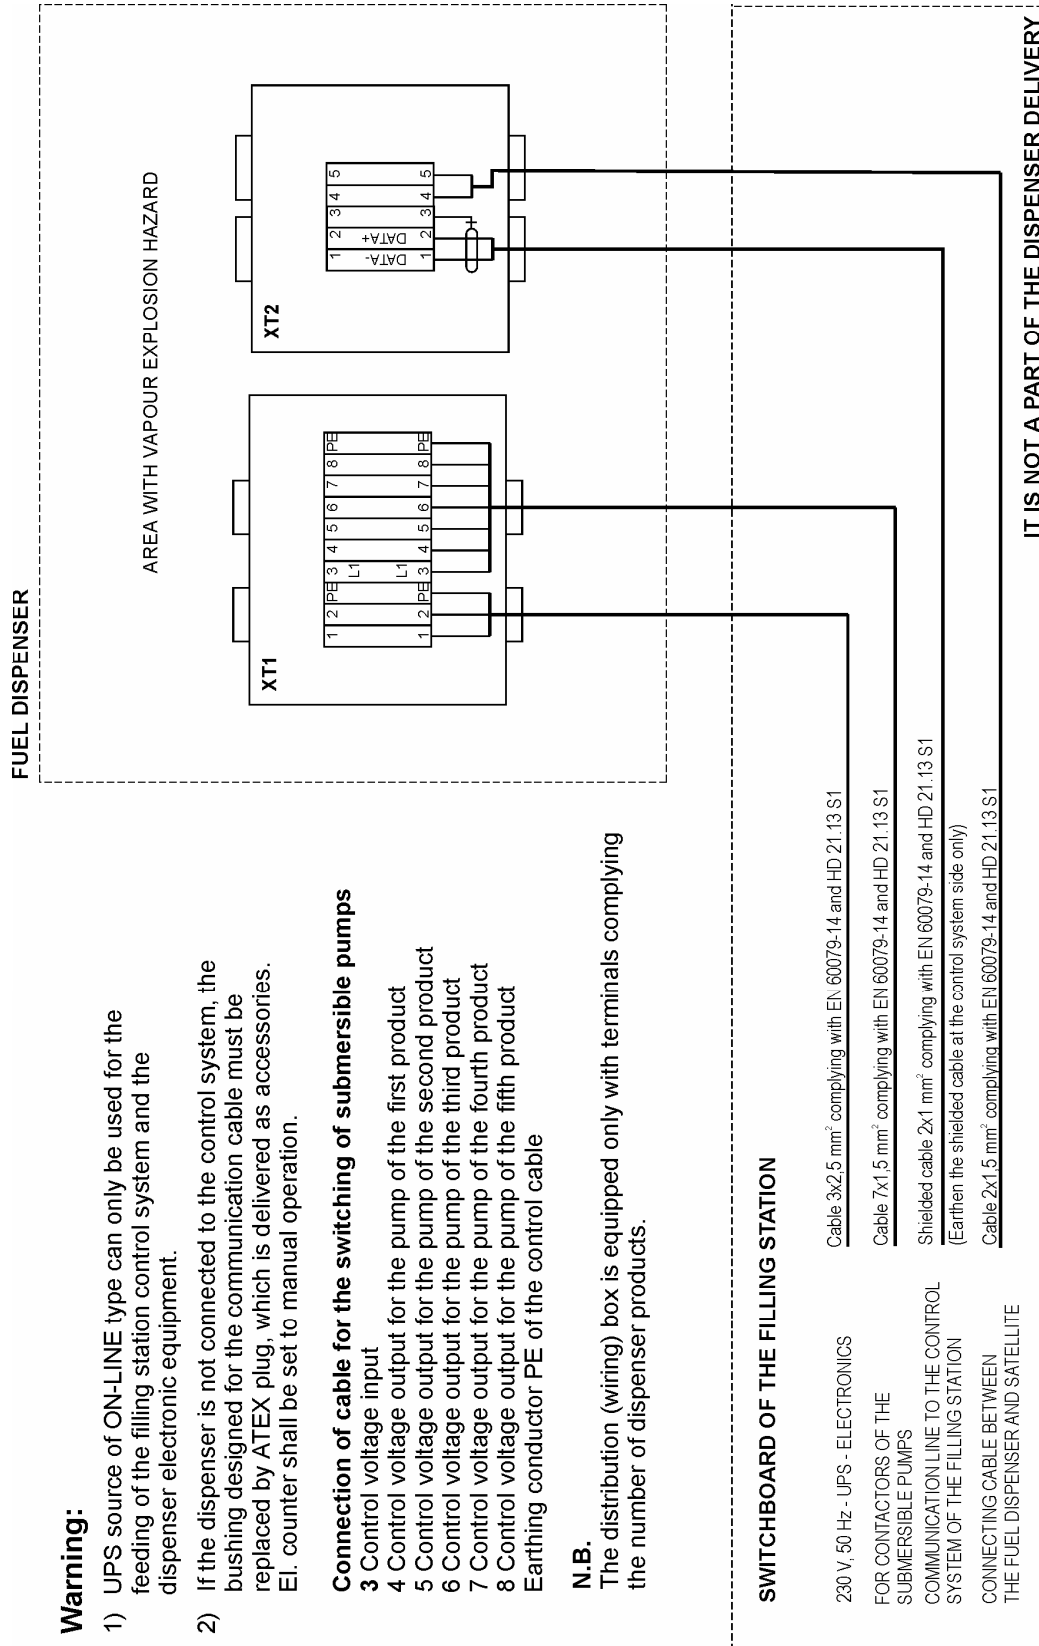 FUEL DISPENSER
Warning:
1) UPS source of ON-LINE type can only be used for the
feeding of the filling station control system and the
dispenser electronic equipment.
2) If the dispenser is not connected to the control system, the
bushing designed for the communication cable must be
replaced by ATEX plug, which is delivered as accessories.
El. counter shall be set to manual operation.
Connection of cable for the switching of submersible pumps
3 Control voltage input
4 Control voltage output for the pump of the first product
5 Control voltage output for the pump of the second product
6 Control voltage output for the pump of the third product
7 Control voltage output for the pump of the fourth product
8 Control voltage output for the pump of the fifth product
Earthing conductor PE of the control cable
N.B.
The distribution (wiring) box is equipped only with terminals complying
the number of dispenser products.
AREA WITH VAPOUR EXPLOSION HAZARD
XT1
1 2 PE 3 4 5 6 7 8 PE
L1
L1
1 2 PE 3 4 5 6 7 8 PE
XT2
1 2 3 4 5
DATA- DATA+
1 2 3 4 5
SWITCHBOARD OF THE FILLING STATION
230 V, 50 Hz - UPS - ELECTRONICS
Cable 3x2,5 mm² complying with EN 60079-14 and HD 21.13 S1
FOR CONTACTORS OF THE
SUBMERSIBLE PUMPS
Cable 7x1,5 mm² complying with EN 60079-14 and HD 21.13 S1
COMMUNICATION LINE TO THE CONTROL
SYSTEM OF THE FILLING STATION
Shielded cable 2x1 mm² complying with EN 60079-14 and HD 21.13 S1
(Earthen the shielded cable at the control system side only)
CONNECTING CABLE BETWEEN
THE FUEL DISPENSER AND SATELLITE
Cable 2x1,5 mm² complying with EN 60079-14 and HD 21.13 S1
IT IS NOT A PART OF THE DISPENSER DELIVERY